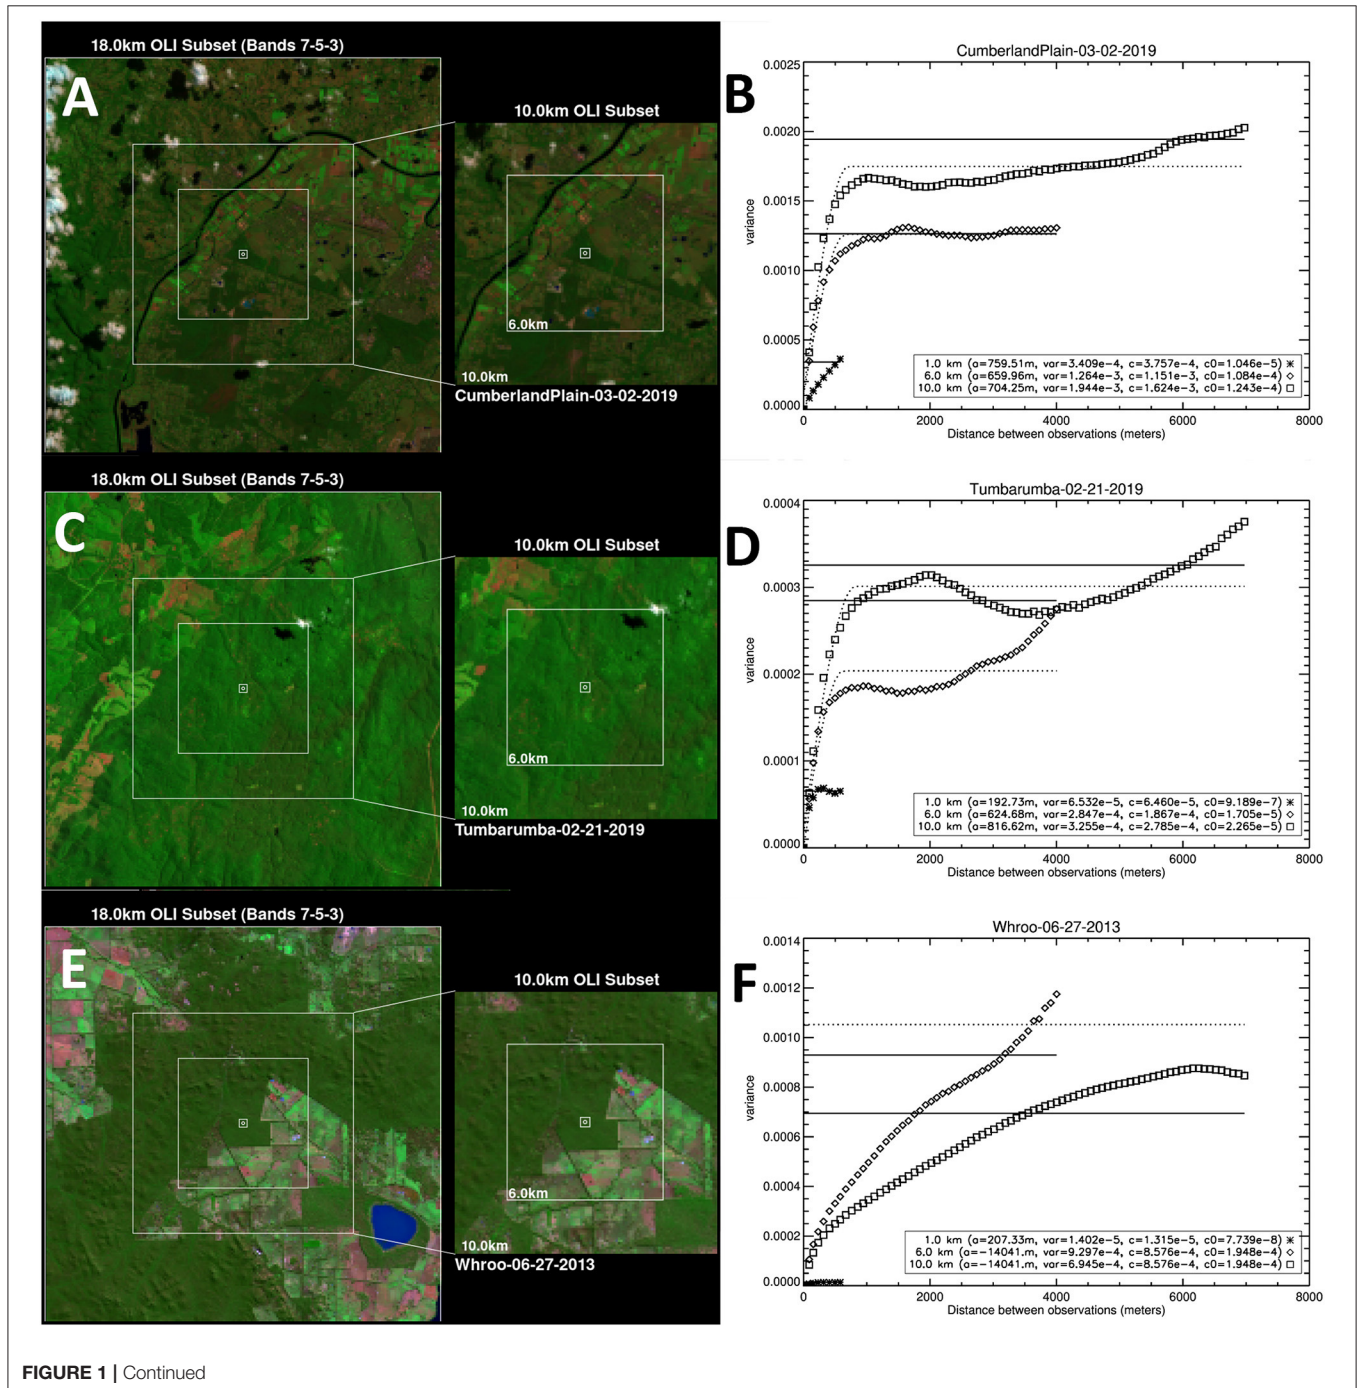 18.0km OLI Subset (Bands 7-5-3)
A
10.0km OLI Subset
6.0km
10.0km
CumberlandPlain-03-02-2019
B
CumberlandPlain-03-02-2019
0.0025
0.0020
0.0015
0.0010
0.0005
0.0000
variance
1.0 km (a=759.51m, var=3.409e-4, c=3.757e-4, c0=1.046e-5)
6.0 km (a=659.96m, var=1.264e-3, c=1.151e-3, c0=1.084e-4)
10.0 km (a=704.25m, var=1.944e-3, c=1.624e-3, c0=1.243e-4)
0 2000 4000 6000 8000
Distance between observations (meters)
18.0km OLI Subset (Bands 7-5-3)
C
10.0km OLI Subset
6.0km
10.0km
Tumbarumba-02-21-2019
D
Tumbarumba-02-21-2019
0.0004
0.0003
0.0002
0.0001
0.0000
variance
1.0 km (a=192.73m, var=6.532e-5, c=6.460e-5, c0=9.189e-7)
6.0 km (a=624.68m, var=2.847e-4, c=1.867e-4, c0=1.705e-5)
10.0 km (a=816.62m, var=3.255e-4, c=2.785e-4, c0=2.265e-5)
0 2000 4000 6000 8000
Distance between observations (meters)
18.0km OLI Subset (Bands 7-5-3)
E
10.0km OLI Subset
6.0km
10.0km
Whroo-06-27-2013
F
Whroo-06-27-2013
0.0014
0.0012
0.0010
0.0008
0.0006
0.0004
0.0002
0.0000
variance
1.0 km (a=207.33m, var=1.402e-5, c=1.315e-5, c0=7.739e-8)
6.0 km (a=-14041.m, var=9.297e-4, c=8.576e-4, c0=1.948e-4)
10.0 km (a=-14041.m, var=6.945e-4, c=8.576e-4, c0=1.948e-4)
0 2000 4000 6000 8000
Distance between observations (meters)
FIGURE 1 | Continued